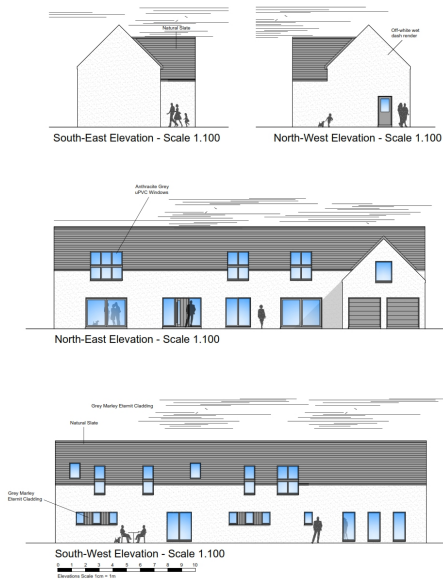 Natural Slate
Off-white wet
dash render
South-East Elevation - Scale 1.100
North-West Elevation - Scale 1.100
Anthracite Grey
uPVC Windows
North-East Elevation - Scale 1.100
Grey Marley Eternit Cladding
Natural Slate
Grey Marley
Eternit Cladding
South-West Elevation - Scale 1.100
0 1 2 3 4 5 6 7 8 9 10
Elevations Scale 1cm = 1m